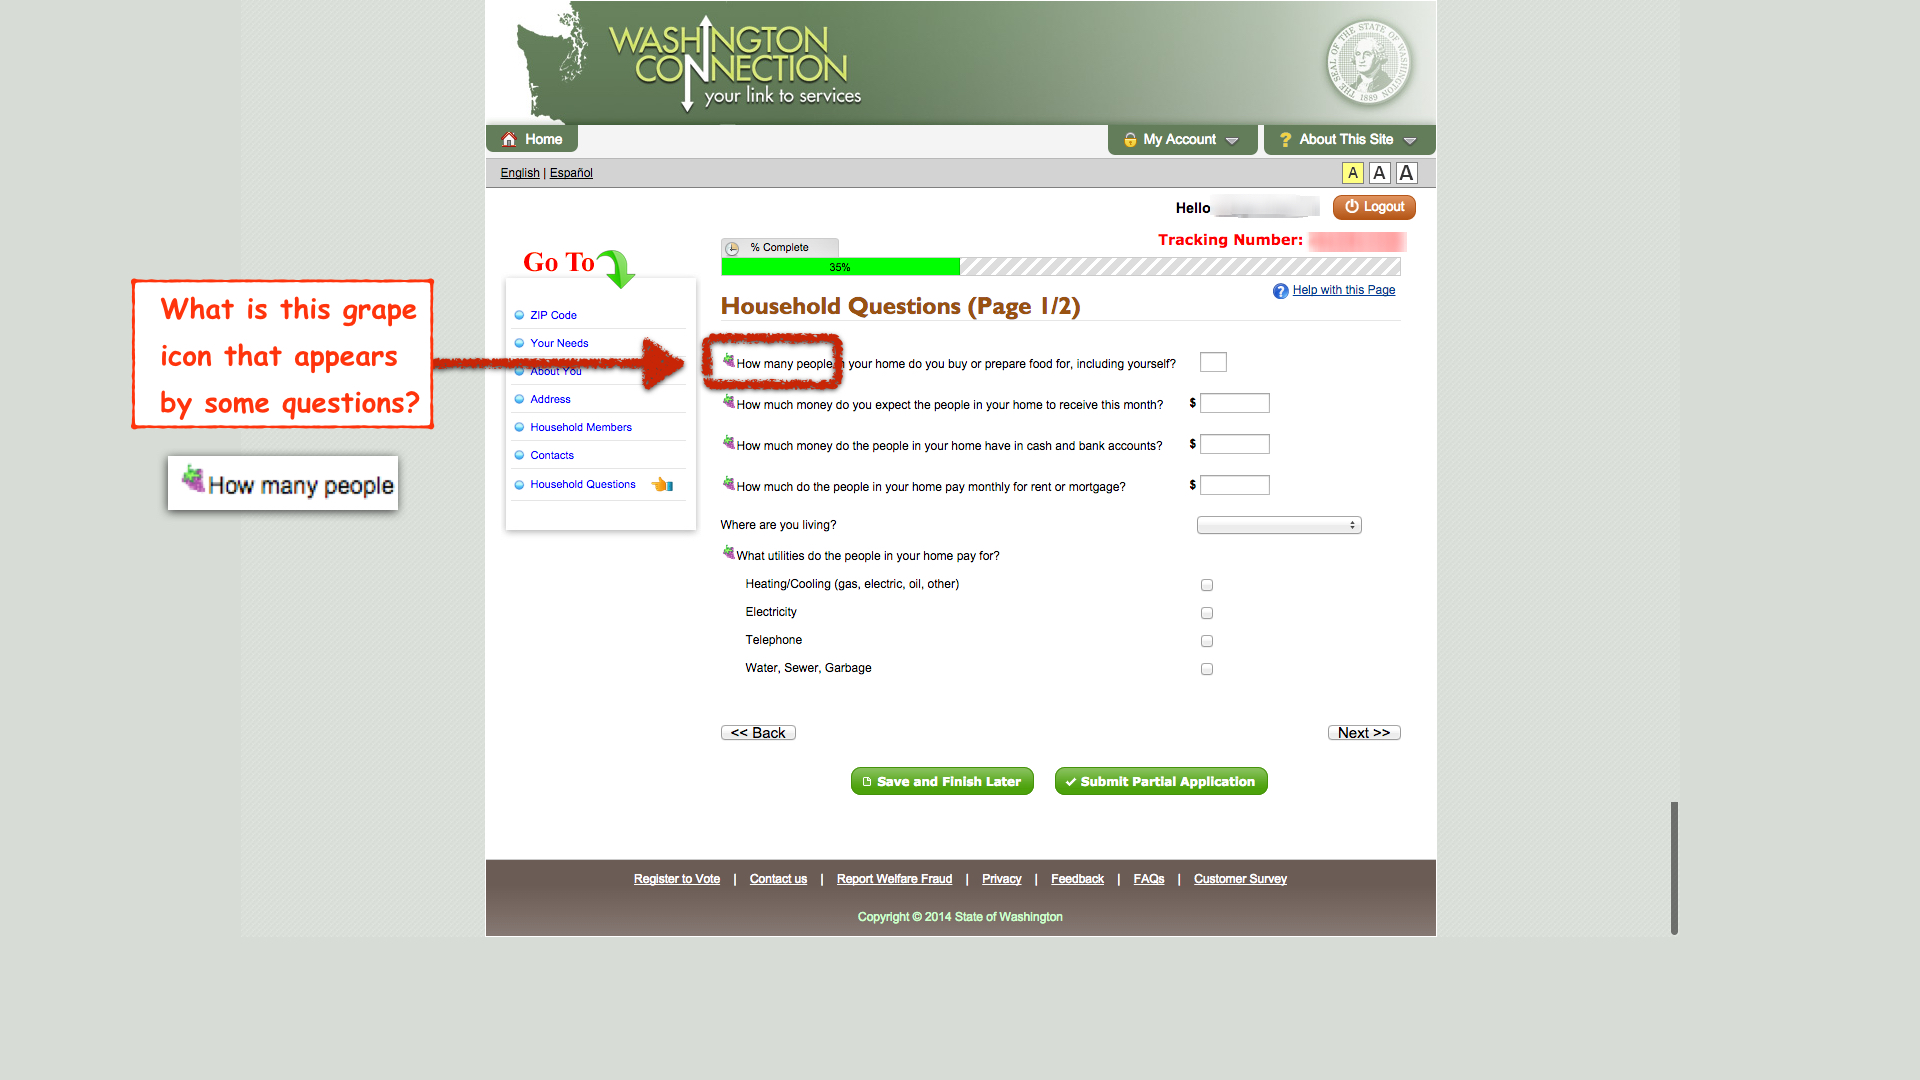 WASHINGTON
CONNECTION
your link to services
THE SEAL OF THE STATE OF WASHINGTON
1889
Home
My Account
? About This Site
English | Español
A A A
Hello
Logout
Tracking Number:
% Complete
35%
Go To
? Help with this Page
Household Questions (Page 1/2)
What is this grape
icon that appears
by some questions?
How many people
ZIP Code
Your Needs
About You
Address
Household Members
Contacts
Household Questions
How many people in your home do you buy or prepare food for, including yourself?
How much money do you expect the people in your home to receive this month? $
How much money do the people in your home have in cash and bank accounts? $
How much do the people in your home pay monthly for rent or mortgage? $
Where are you living?
What utilities do the people in your home pay for?
Heating/Cooling (gas, electric, oil, other)
Electricity
Telephone
Water, Sewer, Garbage
<< Back
Next >>
Save and Finish Later
Submit Partial Application
Register to Vote | Contact us | Report Welfare Fraud | Privacy | Feedback | FAQs | Customer Survey
Copyright © 2014 State of Washington